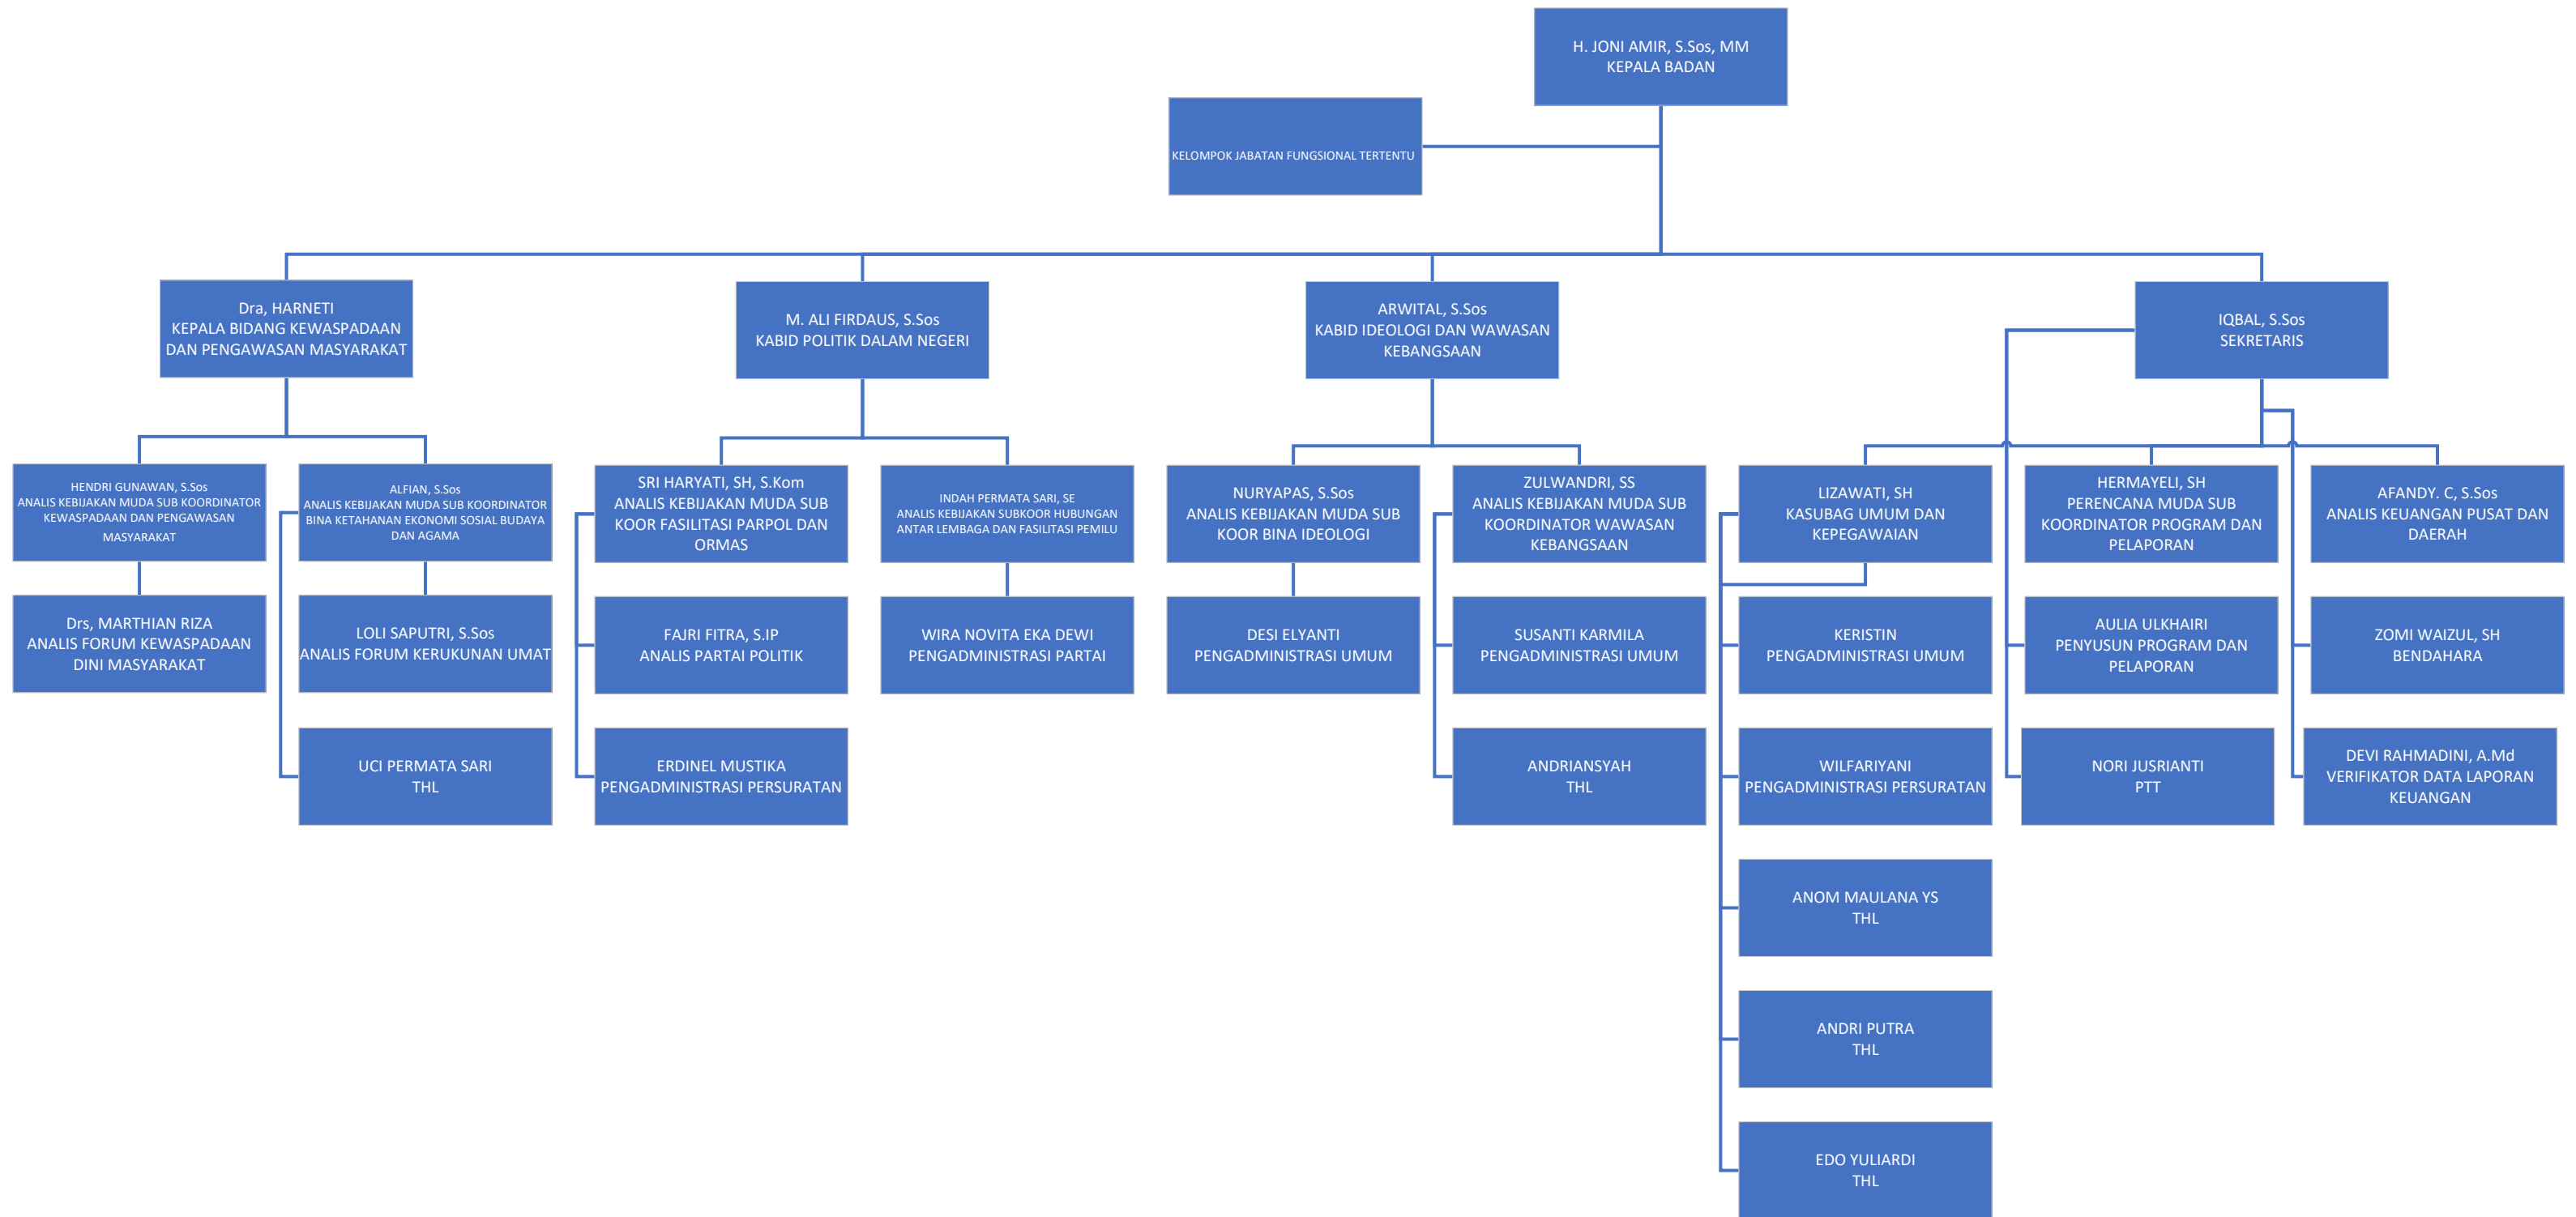 H. JONI AMIR, S.Sos, MM
KEPALA BADAN
KELOMPOK JABATAN FUNGSIONAL TERTENTU
Dra, HARNETI
KEPALA BIDANG KEWASPADAAN
DAN PENGAWASAN MASYARAKAT
M. ALI FIRDAUS, S.Sos
KABID POLITIK DALAM NEGERI
ARWITAL, S.Sos
KABID IDEOLOGI DAN WAWASAN
KEBANGSAAN
IQBAL, S.Sos
SEKRETARIS
HENDRI GUNAWAN, S.Sos
ANALIS KEBIJAKAN MUDA SUB KOORDINATOR
KEWASPADAAN DAN PENGAWASAN
MASYARAKAT
ALFIAN, S.Sos
ANALIS KEBIJAKAN MUDA SUB KOORDINATOR
BINA KETAHANAN EKONOMI SOSIAL BUDAYA
DAN AGAMA
SRI HARYATI, SH, S.Kom
ANALIS KEBIJAKAN MUDA SUB
KOOR FASILITASI PARPOL DAN
ORMAS
INDAH PERMATA SARI, SE
ANALIS KEBIJAKAN SUBKOOR HUBUNGAN
ANTAR LEMBAGA DAN FASILITASI PEMILU
NURYAPAS, S.Sos
ANALIS KEBIJAKAN MUDA SUB
KOOR BINA IDEOLOGI
ZULWANDRI, SS
ANALIS KEBIJAKAN MUDA SUB
KOORDINATOR WAWASAN
KEBANGSAAN
LIZAWATI, SH
KASUBAG UMUM DAN
KEPEGAWAIAN
HERMAYELI, SH
PERENCANA MUDA SUB
KOORDINATOR PROGRAM DAN
PELAPORAN
AFANDY. C, S.Sos
ANALIS KEUANGAN PUSAT DAN
DAERAH
Drs, MARTHIAN RIZA
ANALIS FORUM KEWASPADAAN
DINI MASYARAKAT
LOLI SAPUTRI, S.Sos
ANALIS FORUM KERUKUNAN UMAT
FAJRI FITRA, S.IP
ANALIS PARTAI POLITIK
WIRA NOVITA EKA DEWI
PENGADMINISTRASI PARTAI
DESI ELYANTI
PENGADMINISTRASI UMUM
SUSANTI KARMILA
PENGADMINISTRASI UMUM
KERISTIN
PENGADMINISTRASI UMUM
AULIA ULKHAIRI
PENYUSUN PROGRAM DAN
PELAPORAN
ZOMI WAIZUL, SH
BENDAHARA
UCI PERMATA SARI
THL
ERDINEL MUSTIKA
PENGADMINISTRASI PERSURATAN
ANDRIANSYAH
THL
WILFARIYANI
PENGADMINISTRASI PERSURATAN
NORI JUSRIANTI
PTT
DEVI RAHMADINI, A.Md
VERIFIKATOR DATA LAPORAN
KEUANGAN
ANOM MAULANA YS
THL
ANDRI PUTRA
THL
EDO YULIARDI
THL